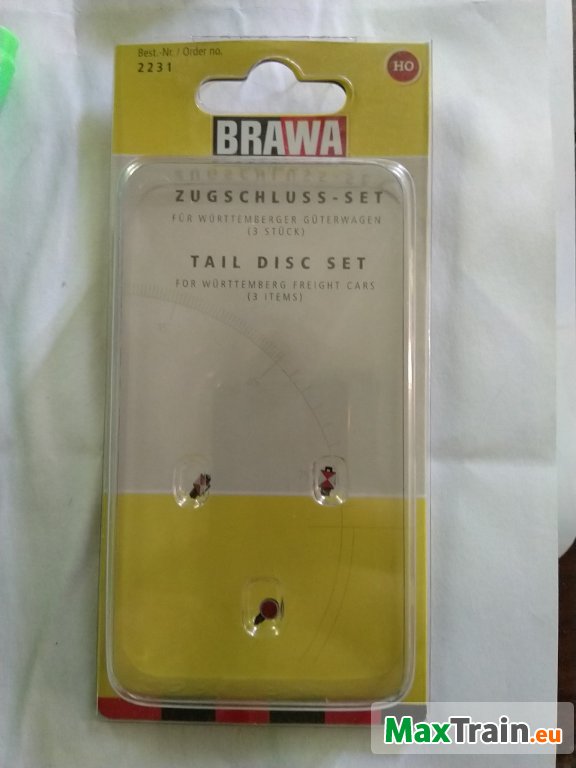 Best.-Nr. / Order no.
2231
HO
BRAWA
ZUGSCHLUSS-SET
FÜR WÜRTTEMBERGER GÜTERWAGEN
(3 STÜCK)
TAIL DISC SET
FOR WÜRTTEMBERG FREIGHT CARS
(3 ITEMS)
MaxTrain.eu